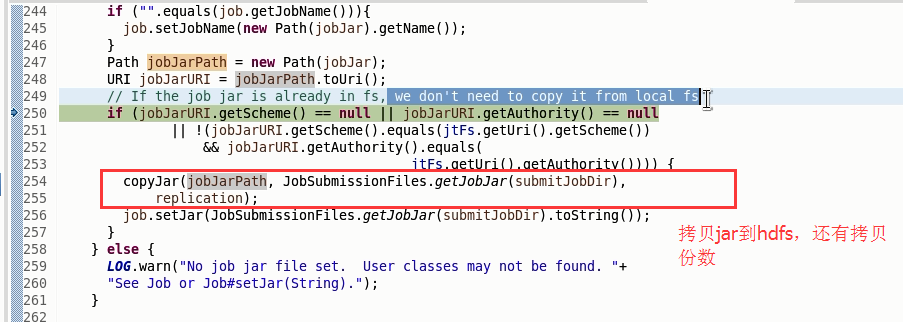 244 if ("".equals(job.getJobName())){
245 job.setJobName(new Path(jobJar).getName());
246 }
247 Path jobJarPath = new Path(jobJar);
248 URI jobJarURI = jobJarPath.toUri();
249 // If the job jar is already in fs, we don't need to copy it from local fs
250 if (jobJarURI.getScheme() == null || jobJarURI.getAuthority() == null
251 || !(jobJarURI.getScheme().equals(jtFs.getUri().getScheme())
252 && jobJarURI.getAuthority().equals(
253 jtFs.getUri().getAuthority()))) {
254 copyJar(jobJarPath, JobSubmissionFiles.getJobJar(submitJobDir),
255 replication);
256 job.setJar(JobSubmissionFiles.getJobJar(submitJobDir).toString());
257 }
258 } else {
259 LOG.warn("No job jar file set.  User classes may not be found. "+
260 "See Job or Job#setJar(String).");
261 }
262
拷贝jar到hdfs，还有拷贝
份数